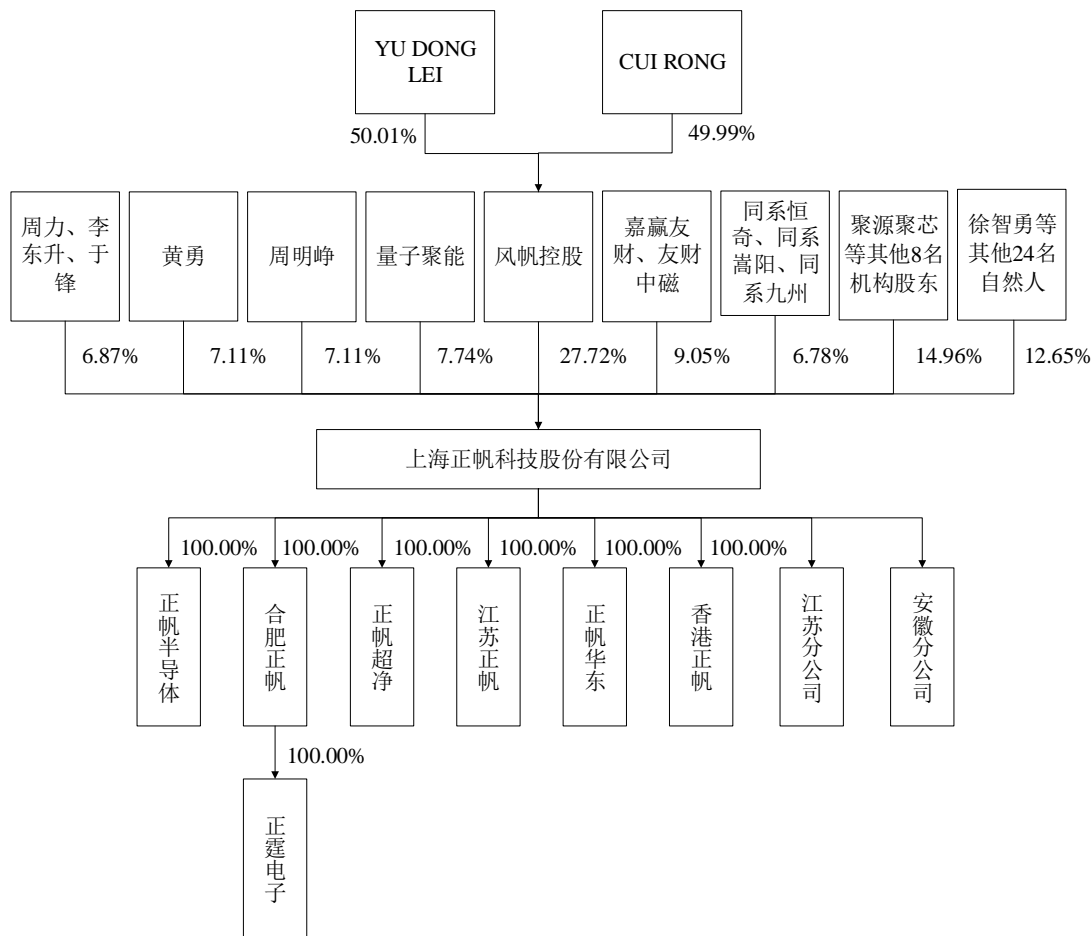 YU DONG
LEI
CUI RONG
50.01%
49.99%
周力、李
东升、于
锋
黄勇
周明峥
量子聚能
风帆控股
嘉赢友
财、友财
中磁
同系恒
奇、同系
嵩阳、同
系九州
聚源聚芯
等其他8名
机构股东
徐智勇等
其他24名
自然人
6.87%
7.11%
7.11%
7.74%
27.72%
9.05%
6.78%
14.96%
12.65%
上海正帆科技股份有限公司
100.00%
100.00%
100.00%
100.00%
100.00%
100.00%
正帆半导体
合肥正帆
正帆超净
江苏正帆
正帆华东
香港正帆
江苏分公司
安徽分公司
100.00%
正霆电子